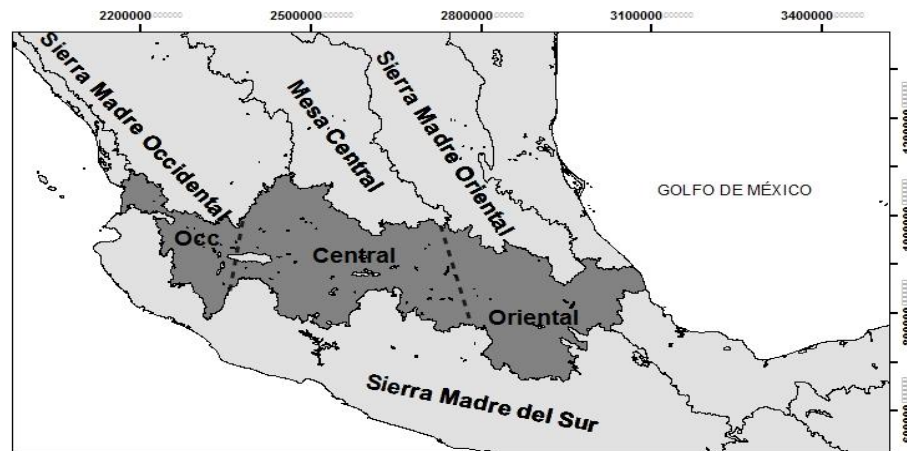 2200000 2500000 2800000 3100000 3400000
Sierra Madre Occidental
Mesa Central
Sierra Madre Oriental
GOLFO DE MÉXICO
Occ.
Central
Oriental
Sierra Madre del Sur